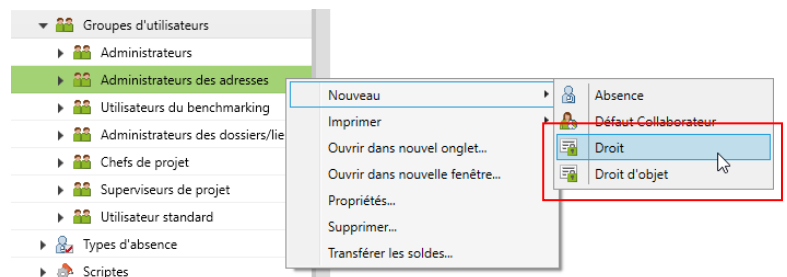 Groupes d'utilisateurs
Administrateurs
Administrateurs des adresses
Utilisateurs du benchmarking
Administrateurs des dossiers/lie
Chefs de projet
Superviseurs de projet
Utilisateur standard
Types d'absence
Scriptes
Nouveau
Imprimer
Ouvrir dans nouvel onglet...
Ouvrir dans nouvelle fenêtre...
Propriétés...
Supprimer...
Transférer les soldes...
Absence
Défaut Collaborateur
Droit
Droit d'objet